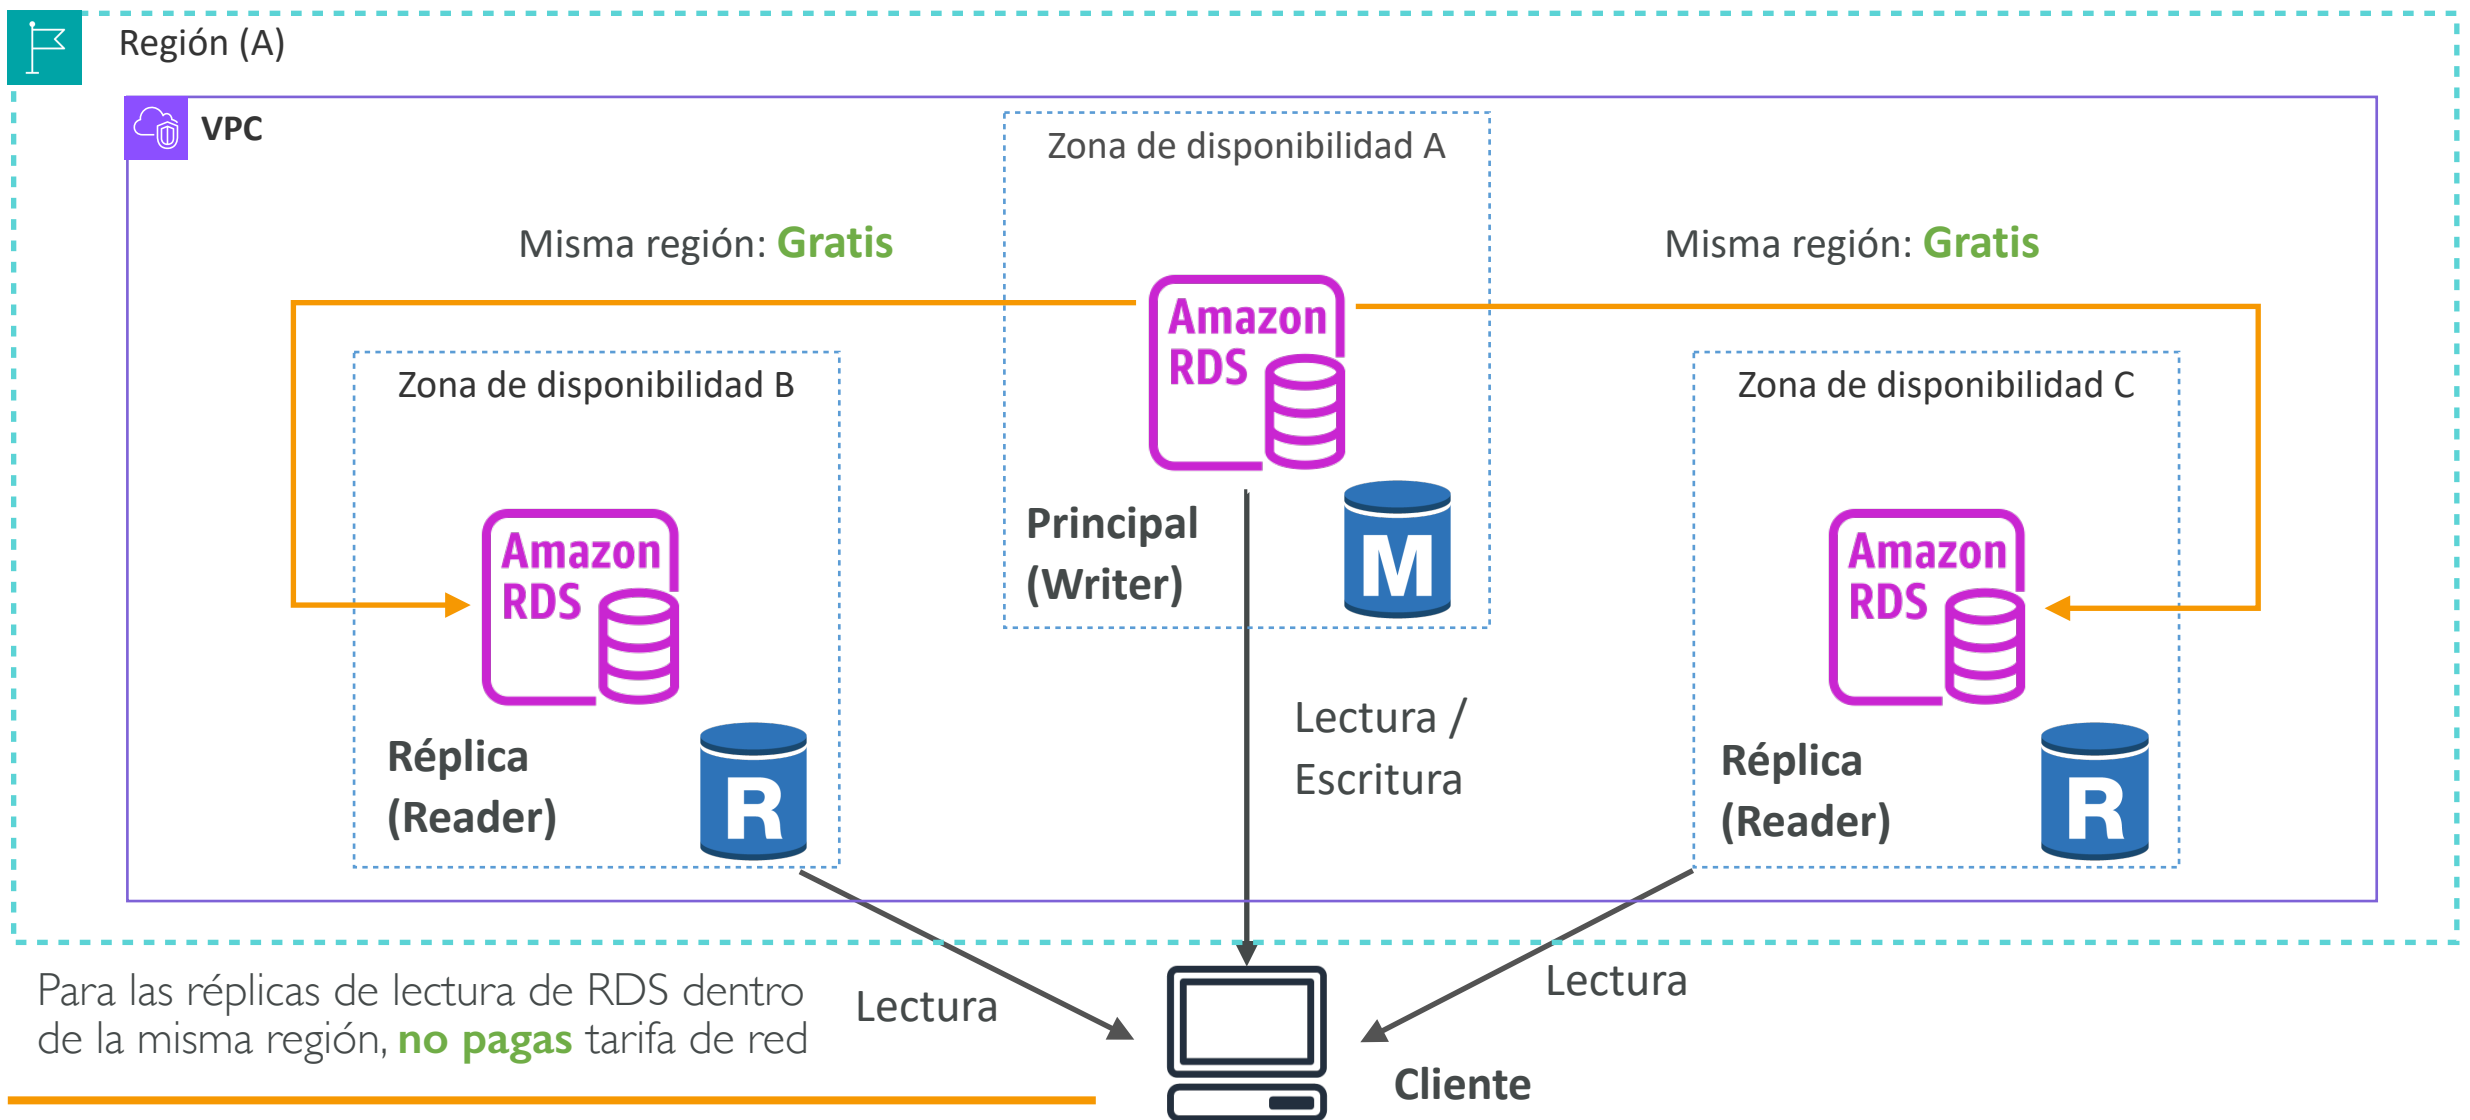 Región (A)
VPC
Zona de disponibilidad A
Misma región: Gratis
Misma región: Gratis
Amazon
RDS
Zona de disponibilidad B
Zona de disponibilidad C
Principal
(Writer)
M
Amazon
RDS
Amazon
RDS
Lectura /
Escritura
Réplica
(Reader)
R
Réplica
(Reader)
R
Para las réplicas de lectura de RDS dentro
de la misma región, no pagas tarifa de red
Lectura
Lectura
Cliente